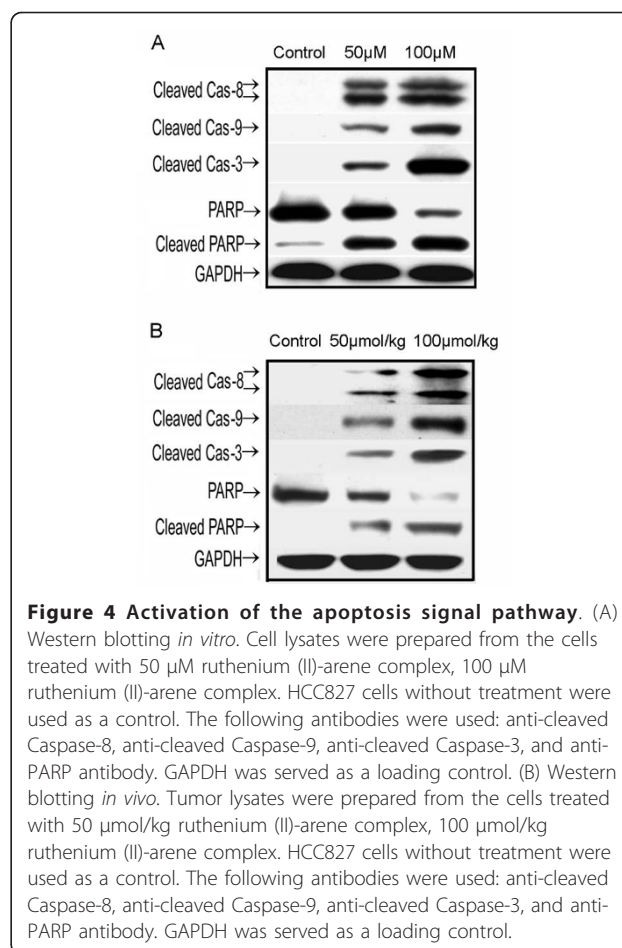 A
Control 50µM 100µM
Cleaved Cas-8→
→
Cleaved Cas-9→
Cleaved Cas-3→
PARP→
Cleaved PARP→
GAPDH→
B
Control 50µmol/kg 100µmol/kg
Cleaved Cas-8→
→
Cleaved Cas-9→
Cleaved Cas-3→
PARP→
Cleaved PARP→
GAPDH→
Figure 4 Activation of the apoptosis signal pathway. (A)
Western blotting in vitro. Cell lysates were prepared from the cells
treated with 50 µM ruthenium (II)-arene complex, 100 µM
ruthenium (II)-arene complex. HCC827 cells without treatment were
used as a control. The following antibodies were used: anti-cleaved
Caspase-8, anti-cleaved Caspase-9, anti-cleaved Caspase-3, and anti-
PARP antibody. GAPDH was served as a loading control. (B) Western
blotting in vivo. Tumor lysates were prepared from the cells treated
with 50 µmol/kg ruthenium (II)-arene complex, 100 µmol/kg
ruthenium (II)-arene complex. HCC827 cells without treatment were
used as a control. The following antibodies were used: anti-cleaved
Caspase-8, anti-cleaved Caspase-9, anti-cleaved Caspase-3, and anti-
PARP antibody. GAPDH was served as a loading control.